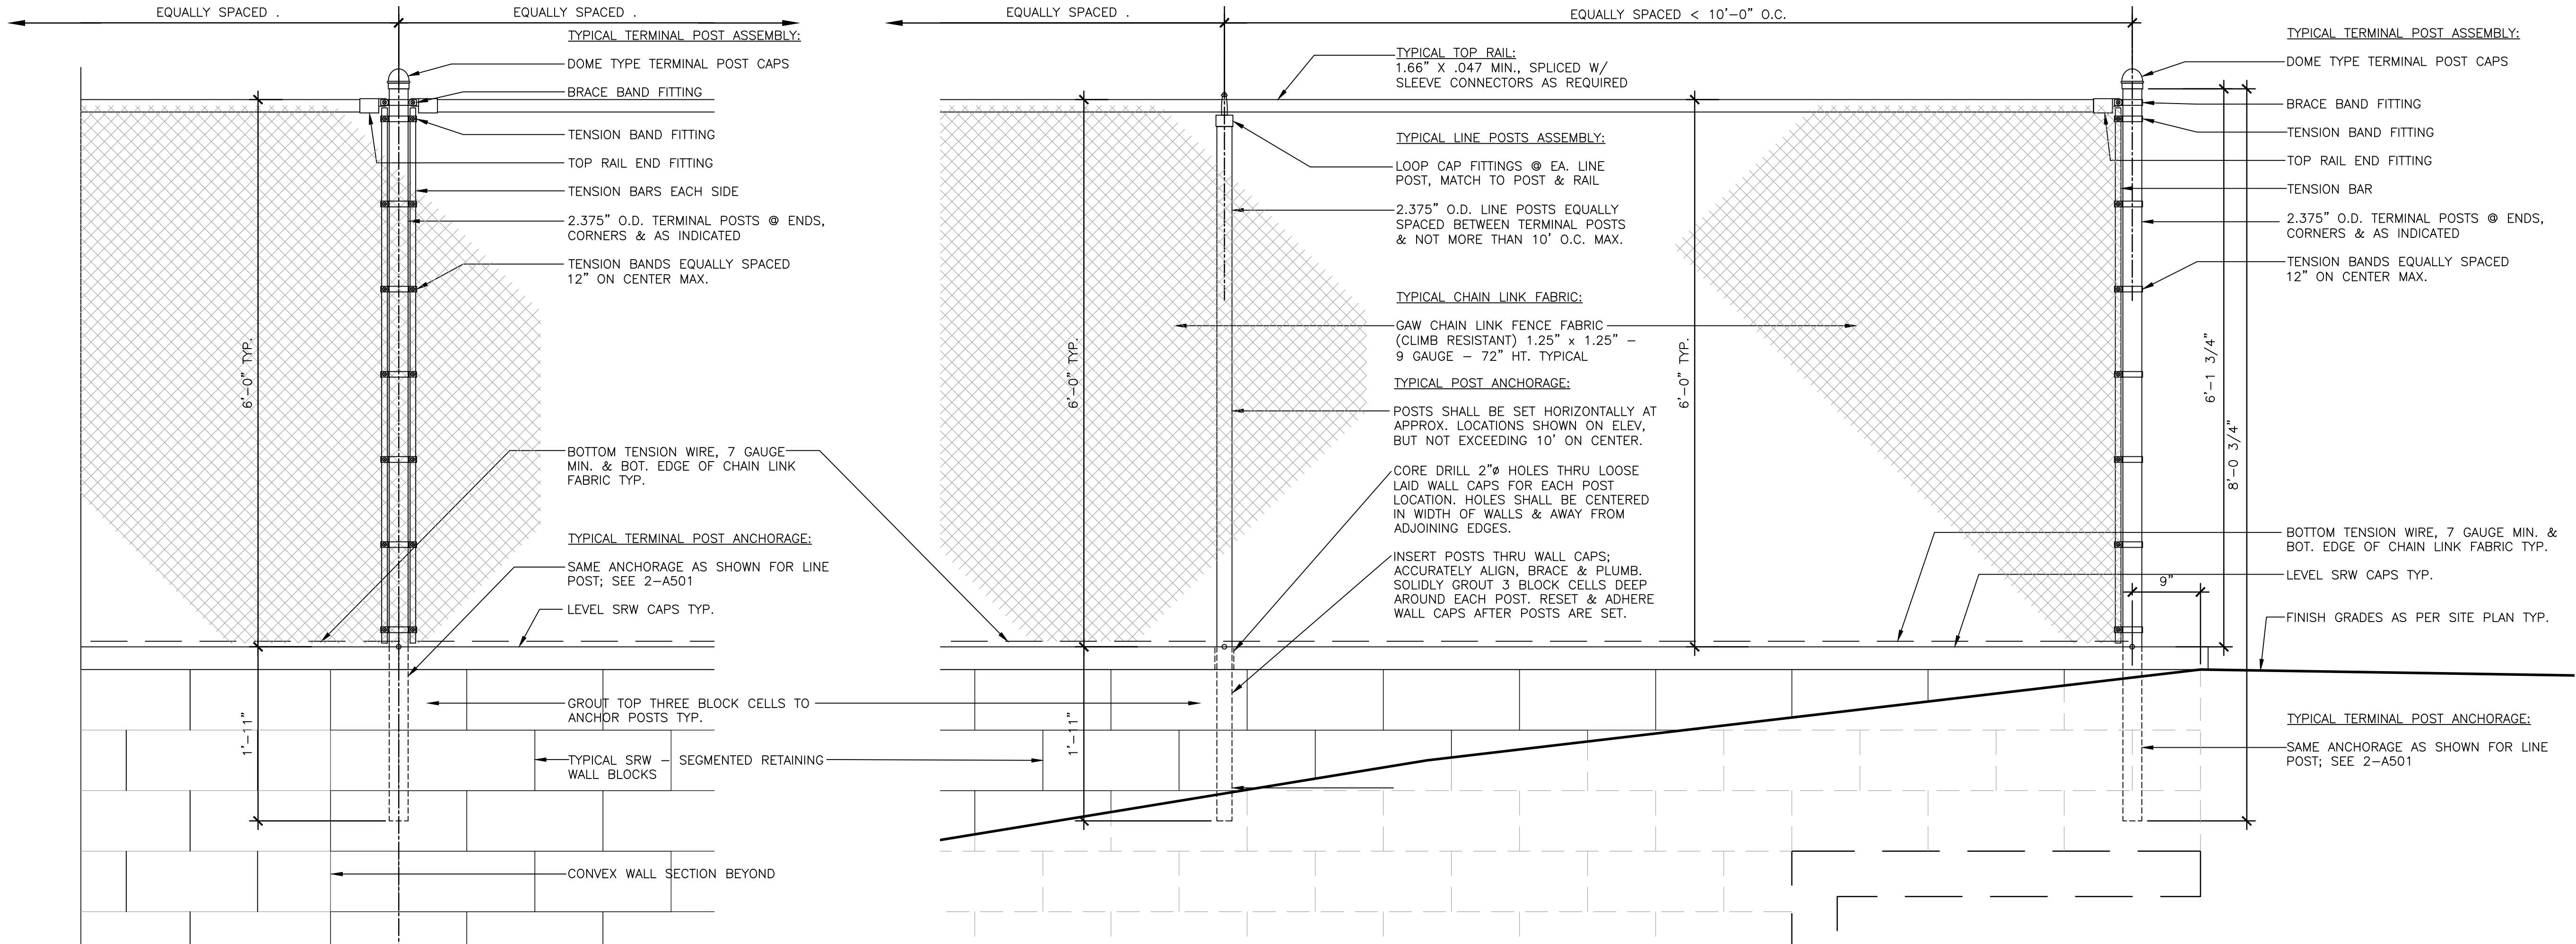 EQUALLY SPACED .
EQUALLY SPACED .
TYPICAL TERMINAL POST ASSEMBLY:
DOME TYPE TERMINAL POST CAPS
BRACE BAND FITTING
TENSION BAND FITTING
TOP RAIL END FITTING
TENSION BARS EACH SIDE
2.375" O.D. TERMINAL POSTS @ ENDS,
CORNERS & AS INDICATED
TENSION BANDS EQUALLY SPACED
12" ON CENTER MAX.
6'-0" TYP.
BOTTOM TENSION WIRE, 7 GAUGE
MIN. & BOT. EDGE OF CHAIN LINK
FABRIC TYP.
TYPICAL TERMINAL POST ANCHORAGE:
SAME ANCHORAGE AS SHOWN FOR LINE
POST; SEE 2-A501
LEVEL SRW CAPS TYP.
1'-11"
GROUT TOP THREE BLOCK CELLS TO
ANCHOR POSTS TYP.
TYPICAL SRW - SEGMENTED RETAINING
WALL BLOCKS
CONVEX WALL SECTION BEYOND
EQUALLY SPACED .
EQUALLY SPACED < 10'-0" O.C.
TYPICAL TOP RAIL:
1.66" X .047 MIN., SPLICED W/
SLEEVE CONNECTORS AS REQUIRED
TYPICAL LINE POSTS ASSEMBLY:
LOOP CAP FITTINGS @ EA. LINE
POST, MATCH TO POST & RAIL
2.375" O.D. LINE POSTS EQUALLY
SPACED BETWEEN TERMINAL POSTS
& NOT MORE THAN 10' O.C. MAX.
TYPICAL CHAIN LINK FABRIC:
GAW CHAIN LINK FENCE FABRIC
(CLIMB RESISTANT) 1.25" x 1.25" -
9 GAUGE - 72" HT. TYPICAL
TYPICAL POST ANCHORAGE:
POSTS SHALL BE SET HORIZONTALLY AT
APPROX. LOCATIONS SHOWN ON ELEV,
BUT NOT EXCEEDING 10' ON CENTER.
CORE DRILL 2"ø HOLES THRU LOOSE
LAID WALL CAPS FOR EACH POST
LOCATION. HOLES SHALL BE CENTERED
IN WIDTH OF WALLS & AWAY FROM
ADJOINING EDGES.
INSERT POSTS THRU WALL CAPS;
ACCURATELY ALIGN, BRACE & PLUMB.
SOLIDLY GROUT 3 BLOCK CELLS DEEP
AROUND EACH POST. RESET & ADHERE
WALL CAPS AFTER POSTS ARE SET.
6'-0" TYP.
1'-11"
6'-0" TYP.
TYPICAL TERMINAL POST ASSEMBLY:
DOME TYPE TERMINAL POST CAPS
BRACE BAND FITTING
TENSION BAND FITTING
TOP RAIL END FITTING
TENSION BAR
2.375" O.D. TERMINAL POSTS @ ENDS,
CORNERS & AS INDICATED
TENSION BANDS EQUALLY SPACED
12" ON CENTER MAX.
6'-1 3/4"
8'-0 3/4"
BOTTOM TENSION WIRE, 7 GAUGE MIN. &
BOT. EDGE OF CHAIN LINK FABRIC TYP.
LEVEL SRW CAPS TYP.
9"
FINISH GRADES AS PER SITE PLAN TYP.
TYPICAL TERMINAL POST ANCHORAGE:
SAME ANCHORAGE AS SHOWN FOR LINE
POST; SEE 2-A501